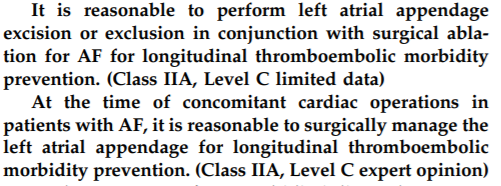 It is reasonable to perform left atrial appendage
excision or exclusion in conjunction with surgical abla-
tion for AF for longitudinal thromboembolic morbidity
prevention. (Class IIA, Level C limited data)
At the time of concomitant cardiac operations in
patients with AF, it is reasonable to surgically manage the
left atrial appendage for longitudinal thromboembolic
morbidity prevention. (Class IIA, Level C expert opinion)